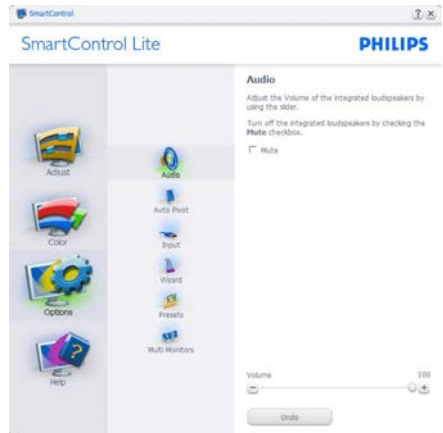 SmartControl
SmartControl Lite
PHILIPS
Adjust
Color
Options
Help
Audio
Auto Pivot
Input
Wizard
Presets
Multi Monitors
Audio
Adjust the Volume of the integrated loudspeakers by
using the slider.
Turn off the integrated loudspeakers by checking the
Mute checkbox.
Mute
Volume 100
Undo